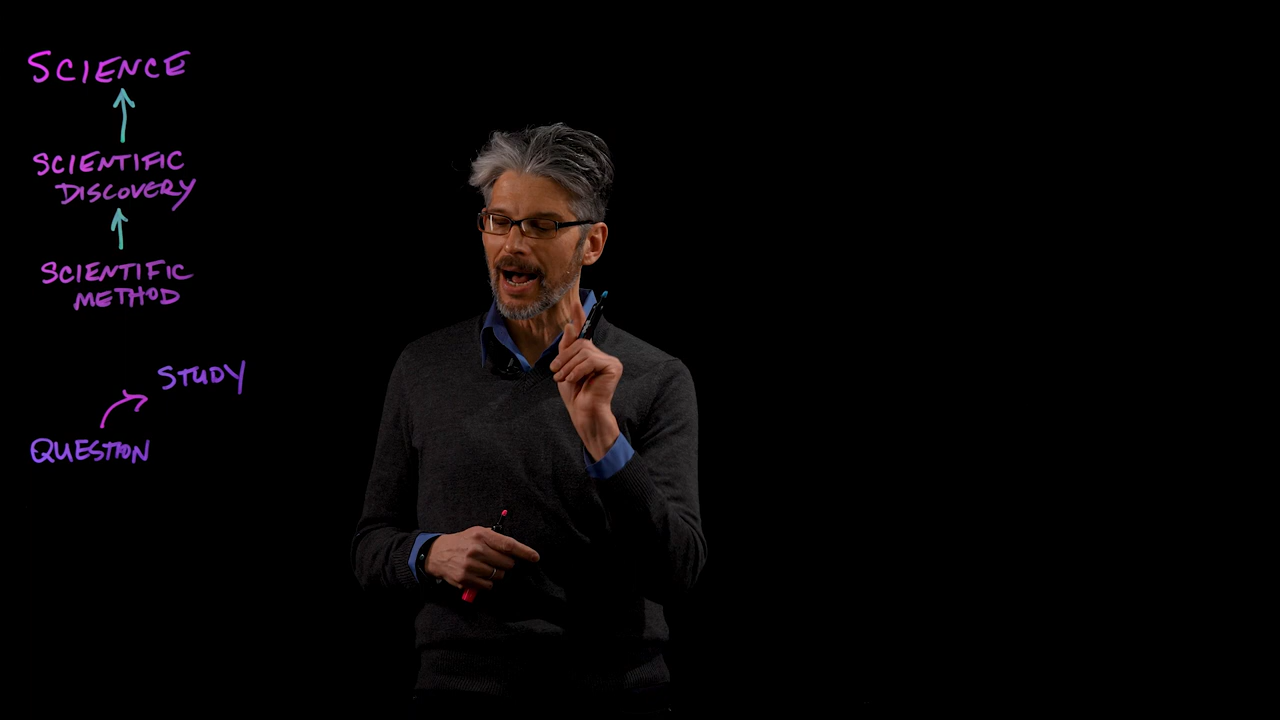 SCIENCE
SCIENTIFIC
DISCOVERY
SCIENTIFIC
METHOD
STUDY
QUESTION